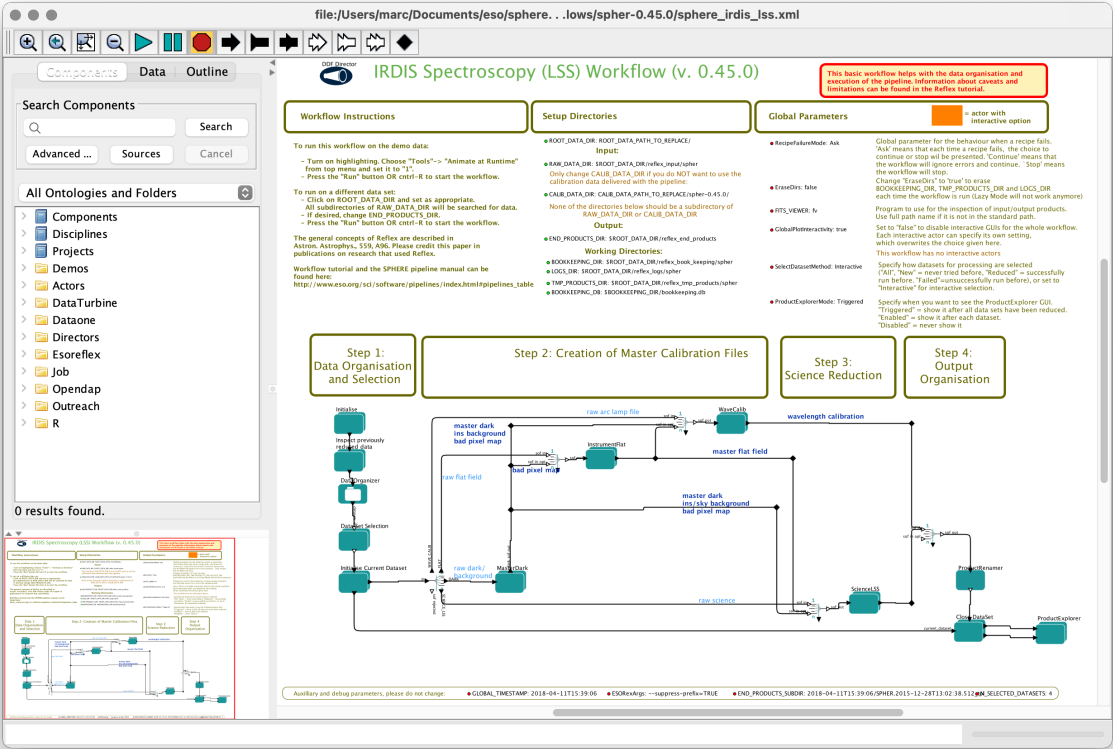 file:/Users/marc/Documents/eso/sphere. . .lows/spher-0.45.0/sphere_irdis_lss.xml
Components
Data
Outline
Search Components
Search
Advanced ...
Sources
Cancel
All Ontologies and Folders
Components
Disciplines
Projects
Demos
Actors
DataTurbine
Dataone
Directors
Esoreflex
Job
Opendap
Outreach
R
0 results found.
DDF Director
IRDIS Spectroscopy (LSS) Workflow (v. 0.45.0)
This basic workflow helps with the data organisation and
execution of the pipeline. Information about caveats and
limitations can be found in the Reflex tutorial.
Workflow Instructions
To run this workflow on the demo data:
- Turn on highlighting. Choose "Tools"-> "Animate at Runtime"
from top menu and set it to "1".
- Press the "Run" button OR cntrl-R to start the workflow.
To run on a different data set:
- Click on ROOT_DATA_DIR and set as appropriate.
All subdirectories of RAW_DATA_DIR will be searched for data.
- If desired, change END_PRODUCTS_DIR.
- Press the "Run" button OR cntrl-R to start the workflow.
The general concepts of Reflex are described in
Astron. Astrophys., 559, A96. Please credit this paper in
publications on research that used Reflex.
Workflow tutorial and the SPHERE pipeline manual can be
found here:
http://www.eso.org/sci/software/pipelines/index.html#pipelines_table
Setup Directories
ROOT_DATA_DIR: ROOT_DATA_PATH_TO_REPLACE/
Input:
RAW_DATA_DIR: $ROOT_DATA_DIR/reflex_input/spher
Only change CALIB_DATA_DIR if you do NOT want to use the
calibration data delivered with the pipeline.
CALIB_DATA_DIR: CALIB_DATA_PATH_TO_REPLACE/spher-0.45.0/
None of the directories below should be a subdirectory of
RAW_DATA_DIR or CALIB_DATA_DIR
Output:
END_PRODUCTS_DIR: $ROOT_DATA_DIR/reflex_end_products
Working Directories:
BOOKKEEPING_DIR: $ROOT_DATA_DIR/reflex_book_keeping/spher
LOGS_DIR: $ROOT_DATA_DIR/reflex_logs/spher
TMP_PRODUCTS_DIR: $ROOT_DATA_DIR/reflex_tmp_products/spher
BOOKKEEPING_DB: $BOOKKEEPING_DIR/bookkeeping.db
Global Parameters
= actor with
interactive option
RecipeFailureMode: Ask
Global parameter for the behaviour when a recipe fails.
'Ask' means that each time a recipe fails, the choice to
continue or stop wil be presented. 'Continue' means that
the workflow will ignore errors and continue. `Stop' means
the workflow will stop.
EraseDirs: false
Change "EraseDirs" to "true" to erase
BOOKKEEPING_DIR, TMP_PRODUCTS_DIR and LOGS_DIR
each time the workflow is run (Lazy Mode will not work anymore)
FITS_VIEWER: fv
Program to use for the inspection of input/output products.
Use full path name if it is not in the standard path.
GlobalPlotInteractivity: true
Set to "false" to disable interactive GUIs for the whole workflow.
Each interactive actor can specify its own setting,
which overwrites the choice given here.
This workflow has no interactive actors
SelectDatasetMethod: Interactive
Specify how datasets for processing are selected
("All", "New" = never tried before, "Reduced" = successfully
run before. "Failed"=unsuccessfully run before), or set to
"Interactive" for interactive selection.
ProductExplorerMode: Triggered
Specify when you want to see the ProductExplorer GUI.
"Triggered" = show it after all data sets have been reduced.
"Enabled" = show it after each dataset.
"Disabled" = never show it
Step 1:
Data Organisation
and Selection
Step 2: Creation of Master Calibration Files
Step 3:
Science Reduction
Step 4:
Output
Organisation
Initialise
Inspect previously
reduced data
DataOrganizer
DataSet Selection
Initialise Current Dataset
raw arc lamp file
WaveCalib
wavelength calibration
master dark
ins background
bad pixel map
InstrumentFlat
master flat field
bad pixel map
raw flat field
master dark
ins/sky background
bad pixel map
raw dark/
background
MasterDark
raw science
ScienceLSS
ProductRenamer
Close DataSet
current_dataset
ProductExplorer
Auxiliary and debug parameters, please do not change:
GLOBAL_TIMESTAMP: 2018-04-11T15:39:06
ESORexArgs: --suppress-prefix=TRUE
END_PRODUCTS_SUBDIR: 2018-04-11T15:39:06/SPHER.2015-12-28T13:02:38.512
N_SELECTED_DATASETS: 4